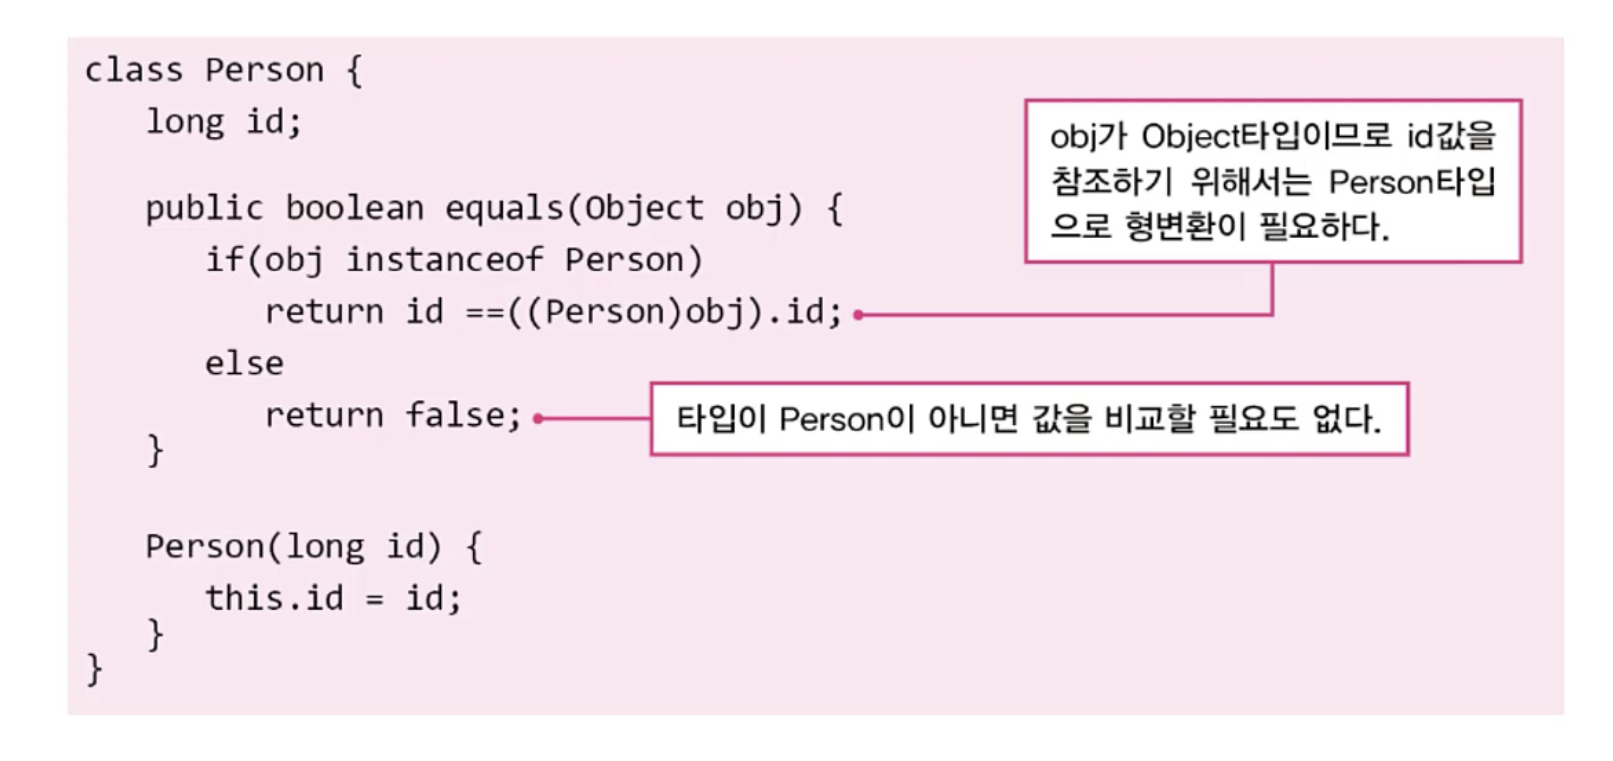 class Person {
long id;
public boolean equals(Object obj) {
if(obj instanceof Person)
return id ==((Person)obj).id;
else
return false;
}
Person(long id) {
this.id = id;
}
}
obj가 Object타입이므로 id값을
참조하기 위해서는 Person타입
으로 형변환이 필요하다.
타입이 Person이 아니면 값을 비교할 필요도 없다.